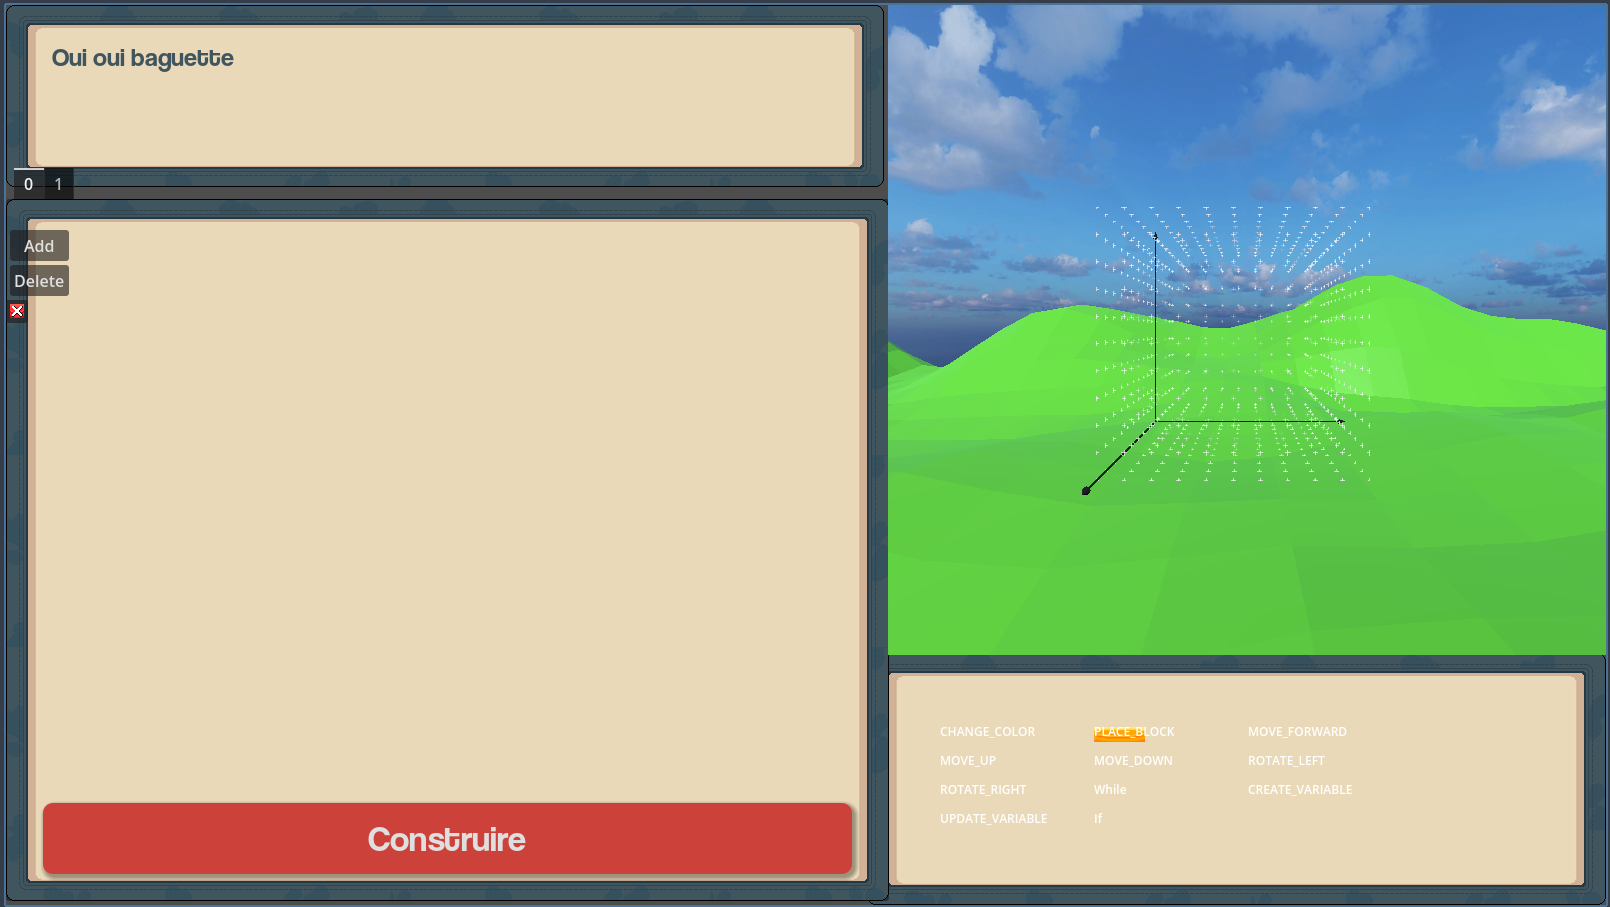 Oui oui baguette
0 1
Add
Delete
Construire
CHANGE_COLOR PLACE_BLOCK MOVE_FORWARD
MOVE_UP MOVE_DOWN ROTATE_LEFT
ROTATE_RIGHT While CREATE_VARIABLE
UPDATE_VARIABLE If